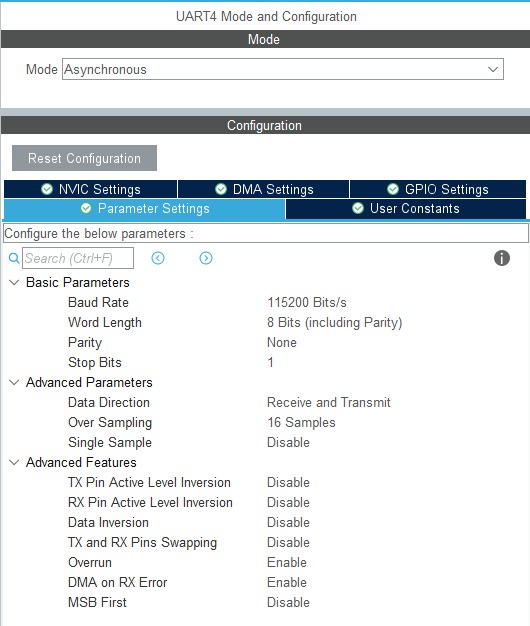 UART4 Mode and Configuration
Mode
Mode Asynchronous
Configuration
Reset Configuration
NVIC Settings DMA Settings GPIO Settings
Parameter Settings User Constants
Configure the below parameters :
Search (Ctrl+F)
Basic Parameters
Baud Rate 115200 Bits/s
Word Length 8 Bits (including Parity)
Parity None
Stop Bits 1
Advanced Parameters
Data Direction Receive and Transmit
Over Sampling 16 Samples
Single Sample Disable
Advanced Features
TX Pin Active Level Inversion Disable
RX Pin Active Level Inversion Disable
Data Inversion Disable
TX and RX Pins Swapping Disable
Overrun Enable
DMA on RX Error Enable
MSB First Disable